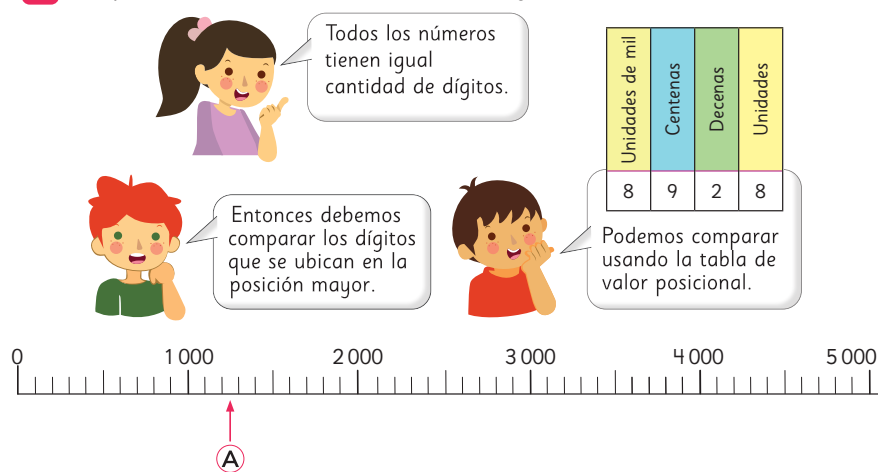 Todos los números
tienen igual
cantidad de dígitos.
Unidades de mil
Centenas
Decenas
Unidades
8 9 2 8
Entonces debemos
comparar los dígitos
que se ubican en la
posición mayor.
Podemos comparar
usando la tabla de
valor posicional.
0 1 000 2 000 3 000 4 000 5 000
A